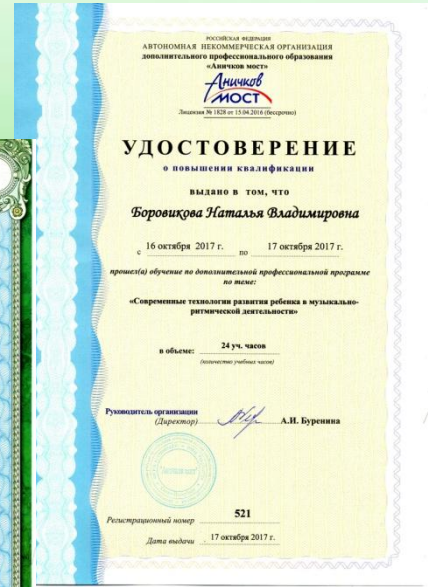 РОССИЙСКАЯ ФЕДЕРАЦИЯ
АВТОНОМНАЯ НЕКОММЕРЧЕСКАЯ ОРГАНИЗАЦИЯ
дополнительного профессионального образования
«Аничков мост»
Аничков
МОСТ
Лицензия № 1828 от 15.04.2016 (бессрочно)
УДОСТОВЕРЕНИЕ
о повышении квалификации
выдано в том, что
Боровикова Наталья Владимировна
с 16 октября 2017 г. по 17 октября 2017 г.
прошел(а) обучение по дополнительной профессиональной программе
по теме:
«Современные технологии развития ребенка в музыкально-
ритмической деятельности»
в объеме: 24 уч. часов
(количество учебных часов)
Руководитель организации
(Директор) А.И. Буренина
Регистрационный номер 521
Дата выдачи 17 октября 2017 г.